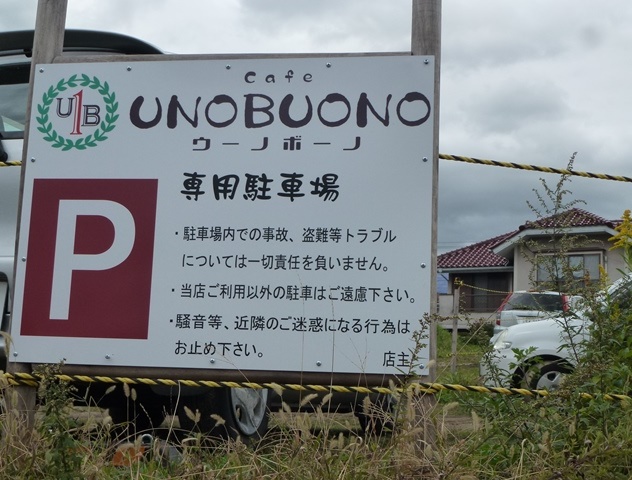 Cafe
U1B
UNOBUONO
ウーノボーノ
専用駐車場
P
・駐車場内での事故、盗難等トラブル
については一切責任を負いません。
・当店ご利用以外の駐車はご遠慮下さい。
・騒音等、近隣のご迷惑になる行為は
お止め下さい。
店主